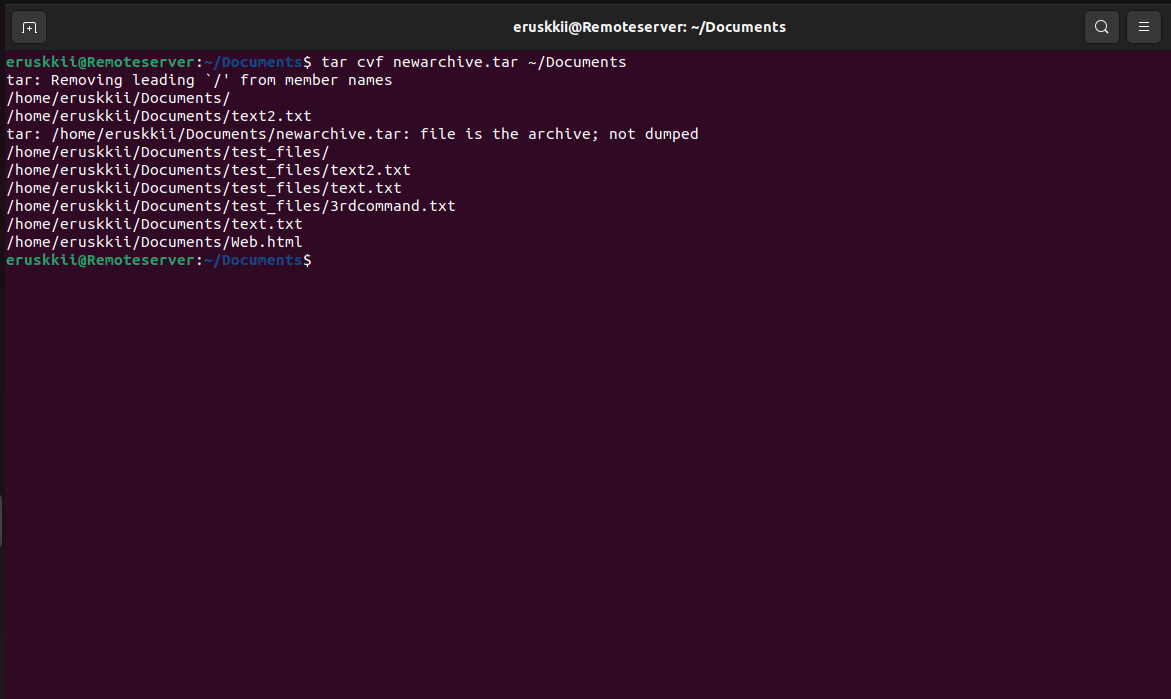 eruskkii@Remoteserver: ~/Documents
eruskkii@Remoteserver:~/Documents$ tar cvf newarchive.tar ~/Documents
tar: Removing leading `/' from member names
/home/eruskkii/Documents/
/home/eruskkii/Documents/text2.txt
tar: /home/eruskkii/Documents/newarchive.tar: file is the archive; not dumped
/home/eruskkii/Documents/test_files/
/home/eruskkii/Documents/test_files/text2.txt
/home/eruskkii/Documents/test_files/text.txt
/home/eruskkii/Documents/test_files/3rdcommand.txt
/home/eruskkii/Documents/text.txt
/home/eruskkii/Documents/Web.html
eruskkii@Remoteserver:~/Documents$